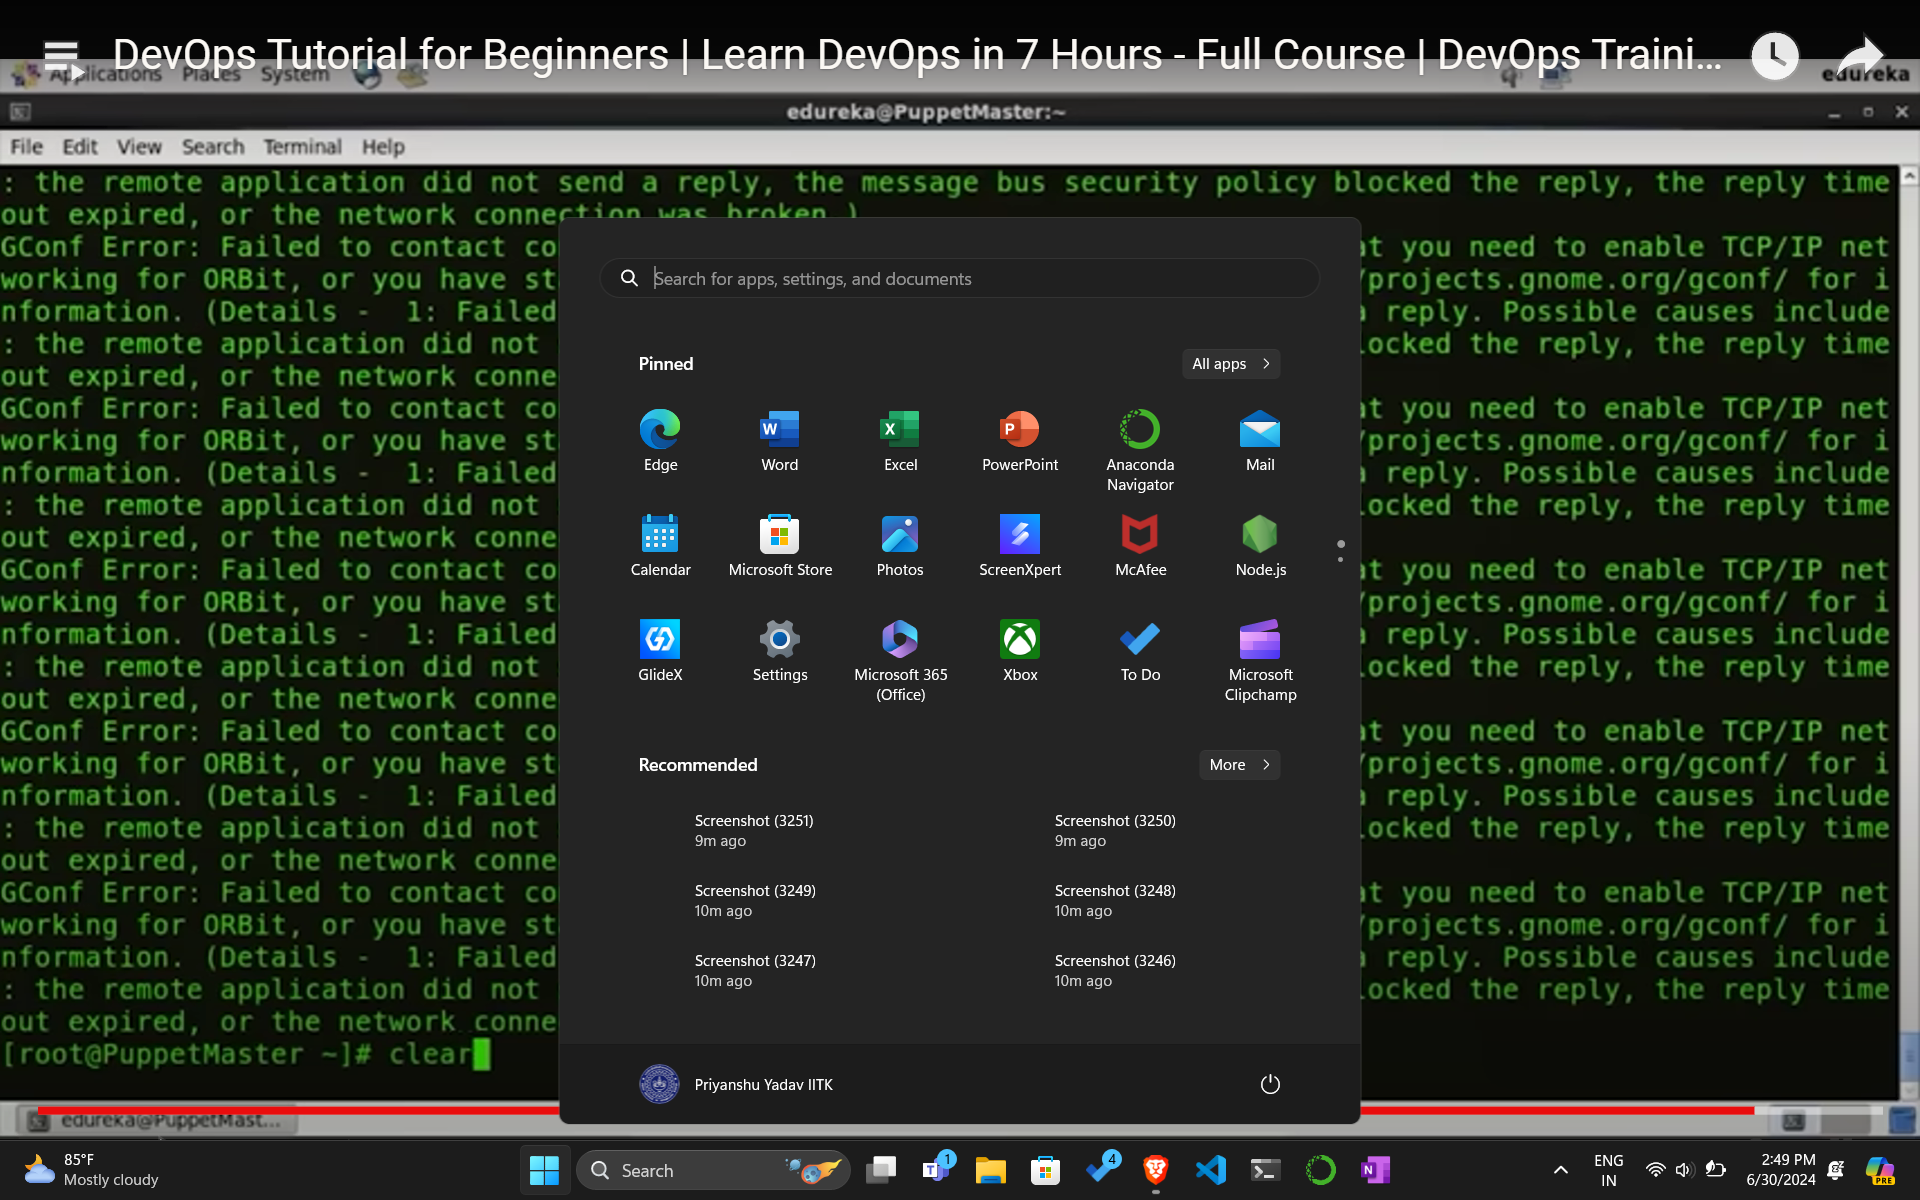 DevOps Tutorial for Beginners | Learn DevOps in 7 Hours - Full Course | DevOps Traini...
Applications Places System
edureka
edureka@PuppetMaster:~
File Edit View Search Terminal Help
: the remote application did not send a reply, the message bus security policy blocked the reply, the reply time
out expired, or the network connection was broken.)
GConf Error: Failed to contact co at you need to enable TCP/IP net
working for ORBit, or you have st /projects.gnome.org/gconf/ for i
nformation. (Details - 1: Failed a reply. Possible causes include
: the remote application did not locked the reply, the reply time
out expired, or the network conne
GConf Error: Failed to contact co at you need to enable TCP/IP net
working for ORBit, or you have st /projects.gnome.org/gconf/ for i
nformation. (Details - 1: Failed a reply. Possible causes include
: the remote application did not locked the reply, the reply time
out expired, or the network conne
GConf Error: Failed to contact co at you need to enable TCP/IP net
working for ORBit, or you have st /projects.gnome.org/gconf/ for i
nformation. (Details - 1: Failed a reply. Possible causes include
: the remote application did not locked the reply, the reply time
out expired, or the network conne
GConf Error: Failed to contact co at you need to enable TCP/IP net
working for ORBit, or you have st /projects.gnome.org/gconf/ for i
nformation. (Details - 1: Failed a reply. Possible causes include
: the remote application did not locked the reply, the reply time
out expired, or the network conne
GConf Error: Failed to contact co at you need to enable TCP/IP net
working for ORBit, or you have st /projects.gnome.org/gconf/ for i
nformation. (Details - 1: Failed a reply. Possible causes include
: the remote application did not locked the reply, the reply time
out expired, or the network conne
[root@PuppetMaster ~]# clear
edureka@PuppetMast...
Search for apps, settings, and documents
Pinned
All apps
Edge
Word
Excel
PowerPoint
Anaconda
Navigator
Mail
Calendar
Microsoft Store
Photos
ScreenXpert
McAfee
Node.js
GlideX
Settings
Microsoft 365
(Office)
Xbox
To Do
Microsoft
Clipchamp
Recommended
More
Screenshot (3251)
9m ago
Screenshot (3250)
9m ago
Screenshot (3249)
10m ago
Screenshot (3248)
10m ago
Screenshot (3247)
10m ago
Screenshot (3246)
10m ago
Priyanshu Yadav IITK
85°F
Mostly cloudy
Search
1
4
ENG
IN
2:49 PM
6/30/2024
PRE